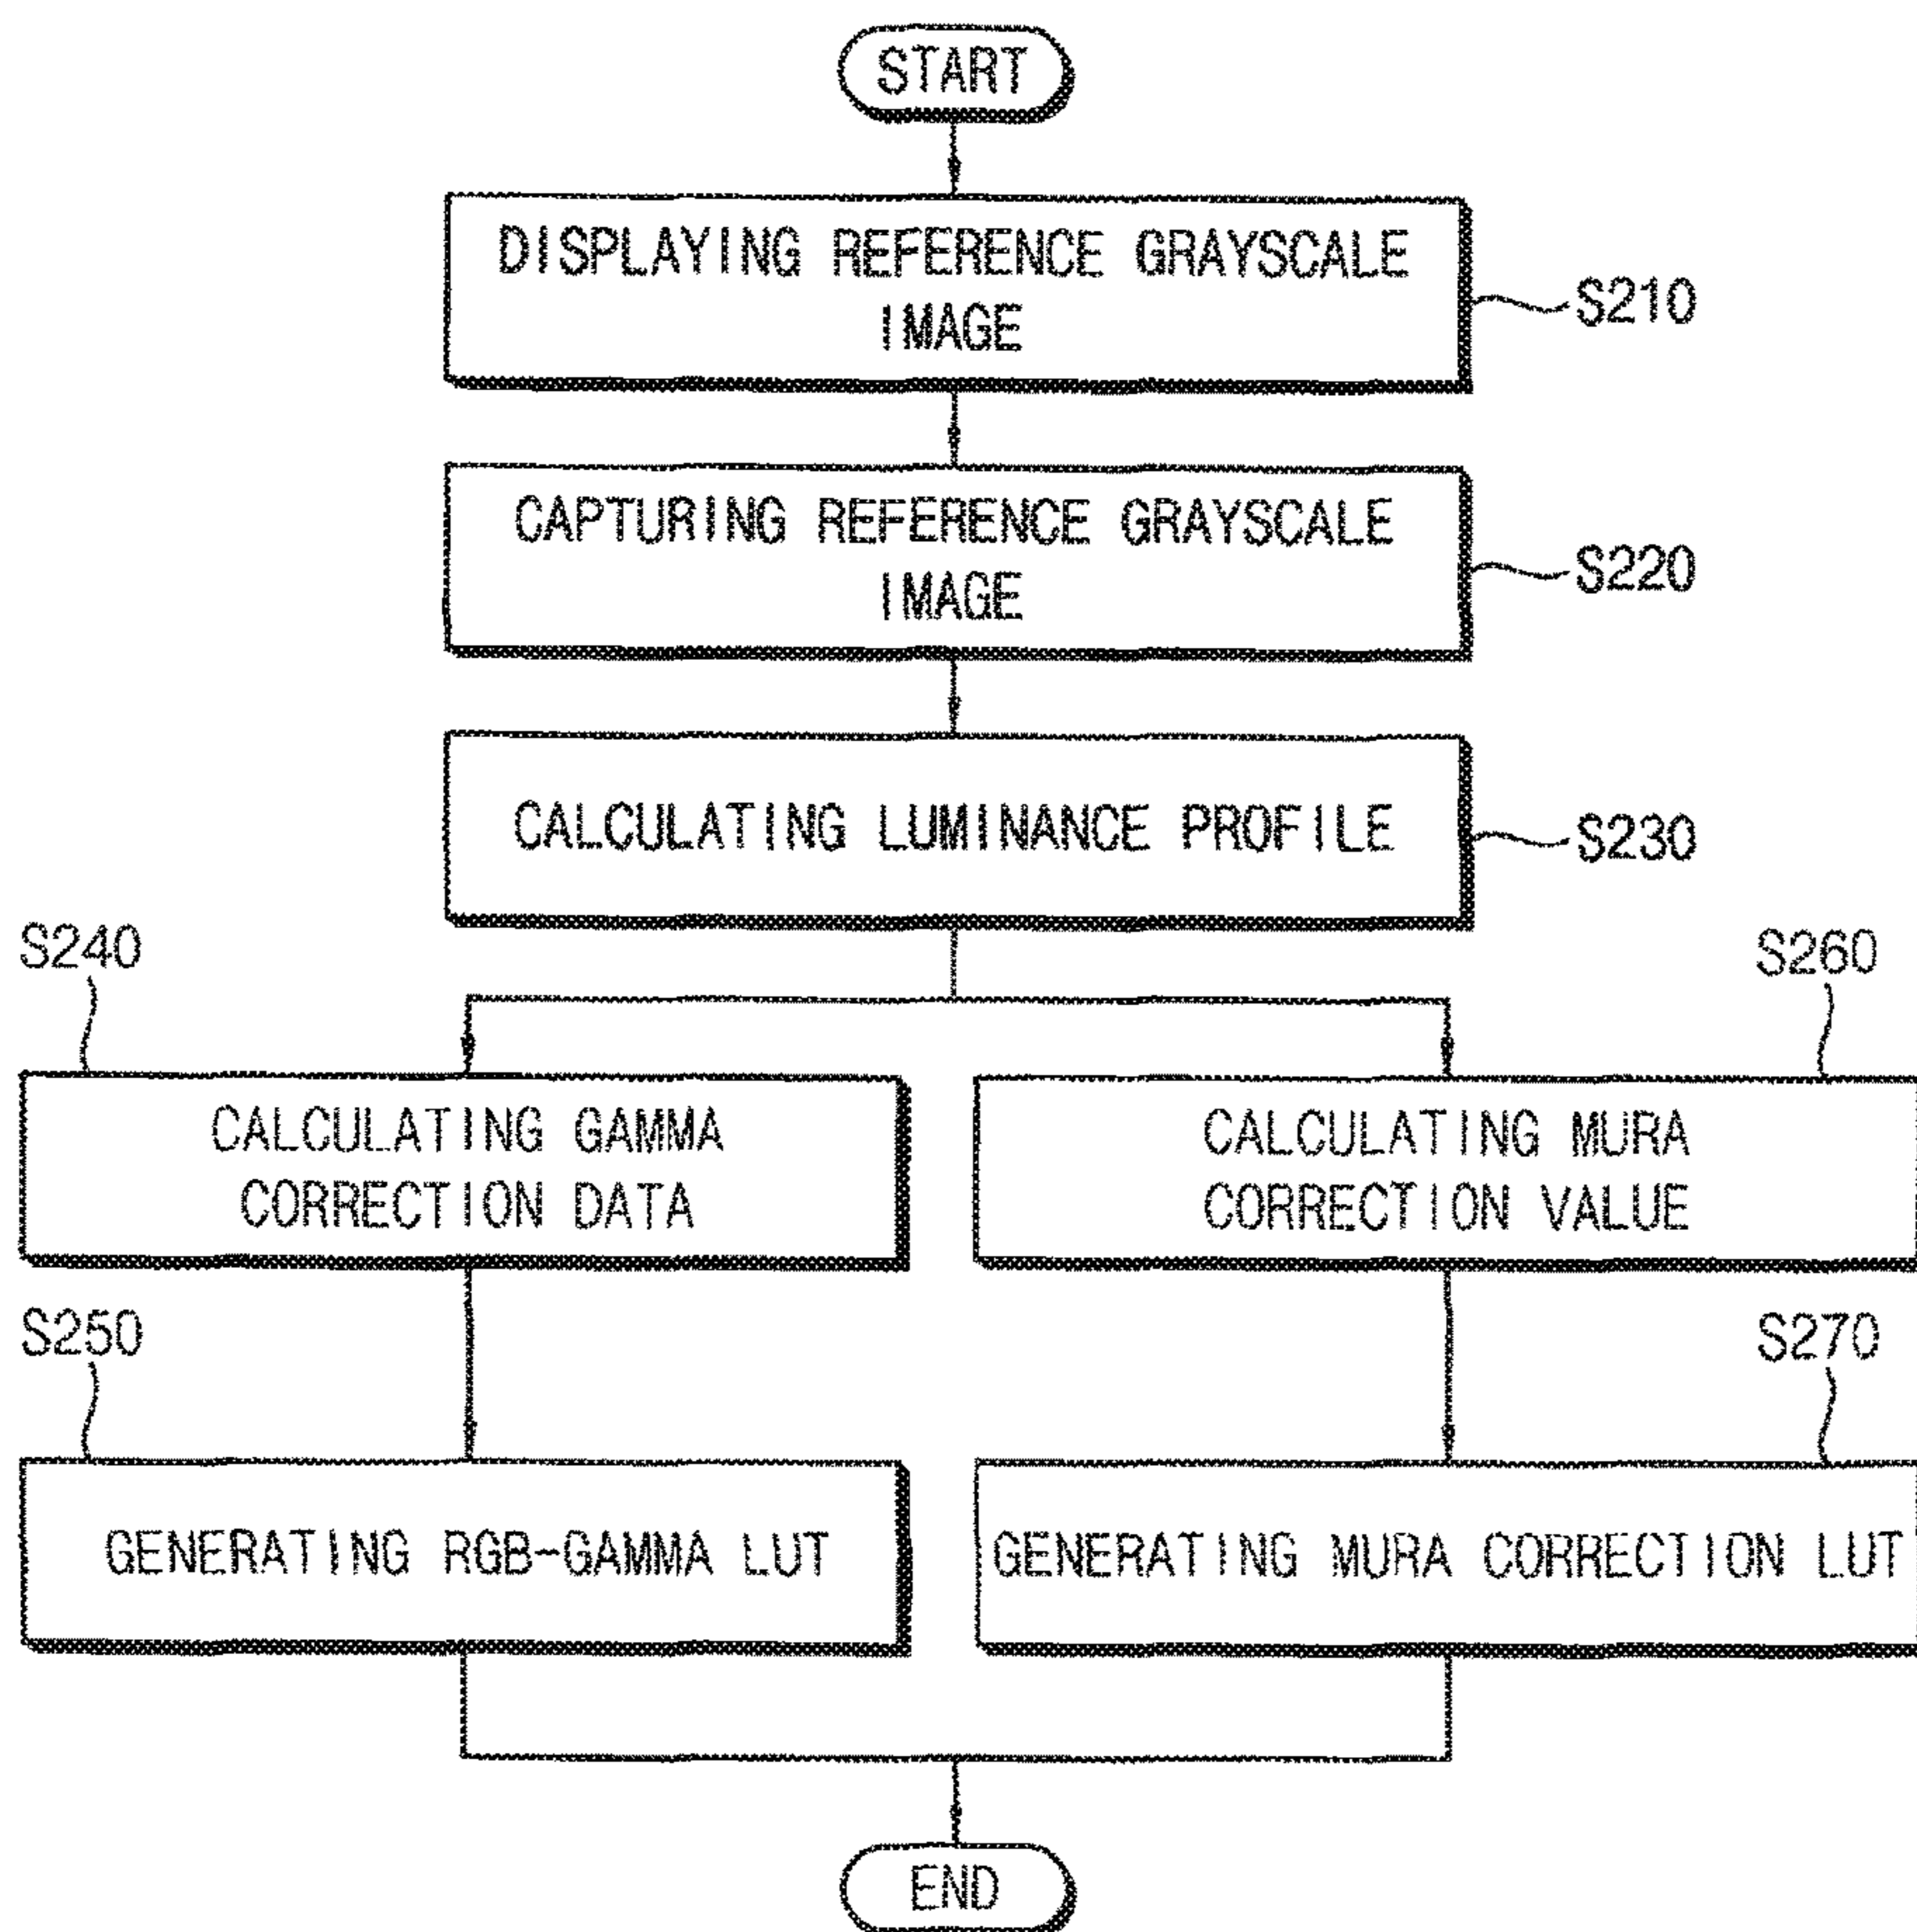 START
DISPLAYING REFERENCE GRAYSCALE
IMAGE
S210
CAPTURING REFERENCE GRAYSCALE
IMAGE
S220
CALCULATING LUMINANCE PROFILE
S230
S240
CALCULATING GAMMA
CORRECTION DATA
S260
CALCULATING MURA
CORRECTION VALUE
S250
GENERATING RGB-GAMMA LUT
S270
GENERATING MURA CORRECTION LUT
END